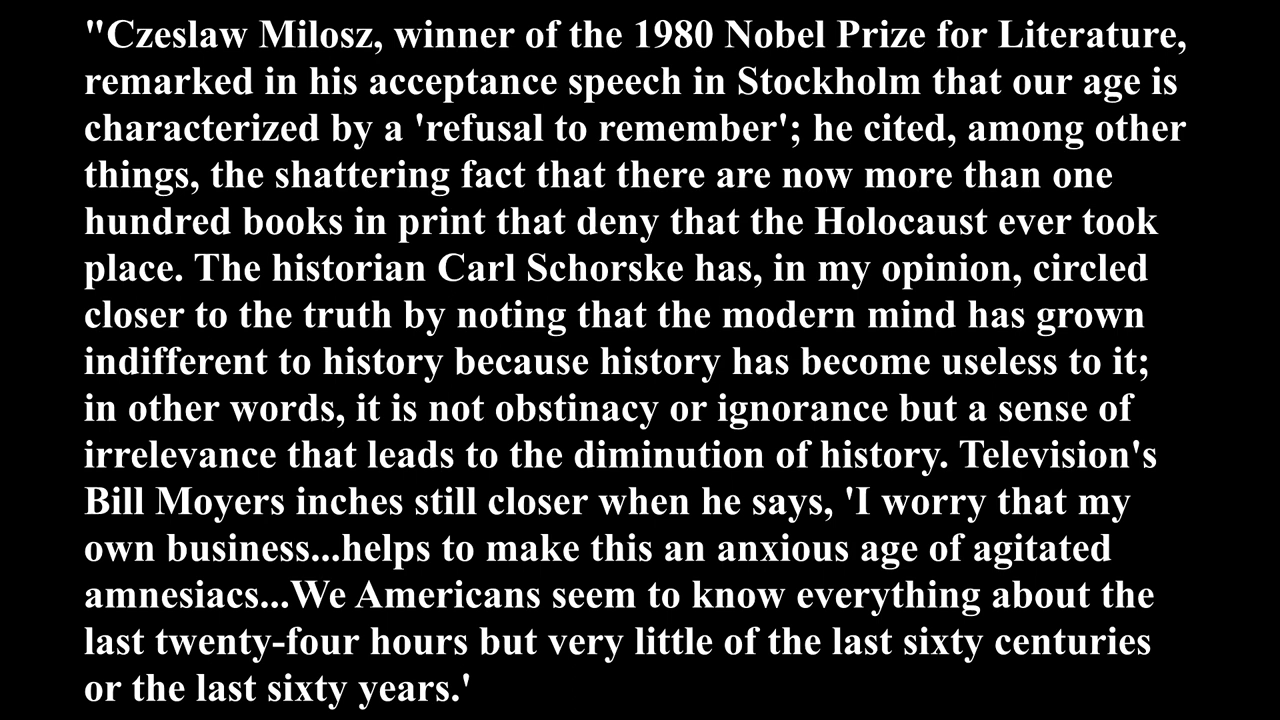 "Czeslaw Milosz, winner of the 1980 Nobel Prize for Literature,
remarked in his acceptance speech in Stockholm that our age is
characterized by a 'refusal to remember'; he cited, among other
things, the shattering fact that there are now more than one
hundred books in print that deny that the Holocaust ever took
place. The historian Carl Schorske has, in my opinion, circled
closer to the truth by noting that the modern mind has grown
indifferent to history because history has become useless to it;
in other words, it is not obstinacy or ignorance but a sense of
irrelevance that leads to the diminution of history. Television's
Bill Moyers inches still closer when he says, 'I worry that my
own business...helps to make this an anxious age of agitated
amnesiacs...We Americans seem to know everything about the
last twenty-four hours but very little of the last sixty centuries
or the last sixty years.'